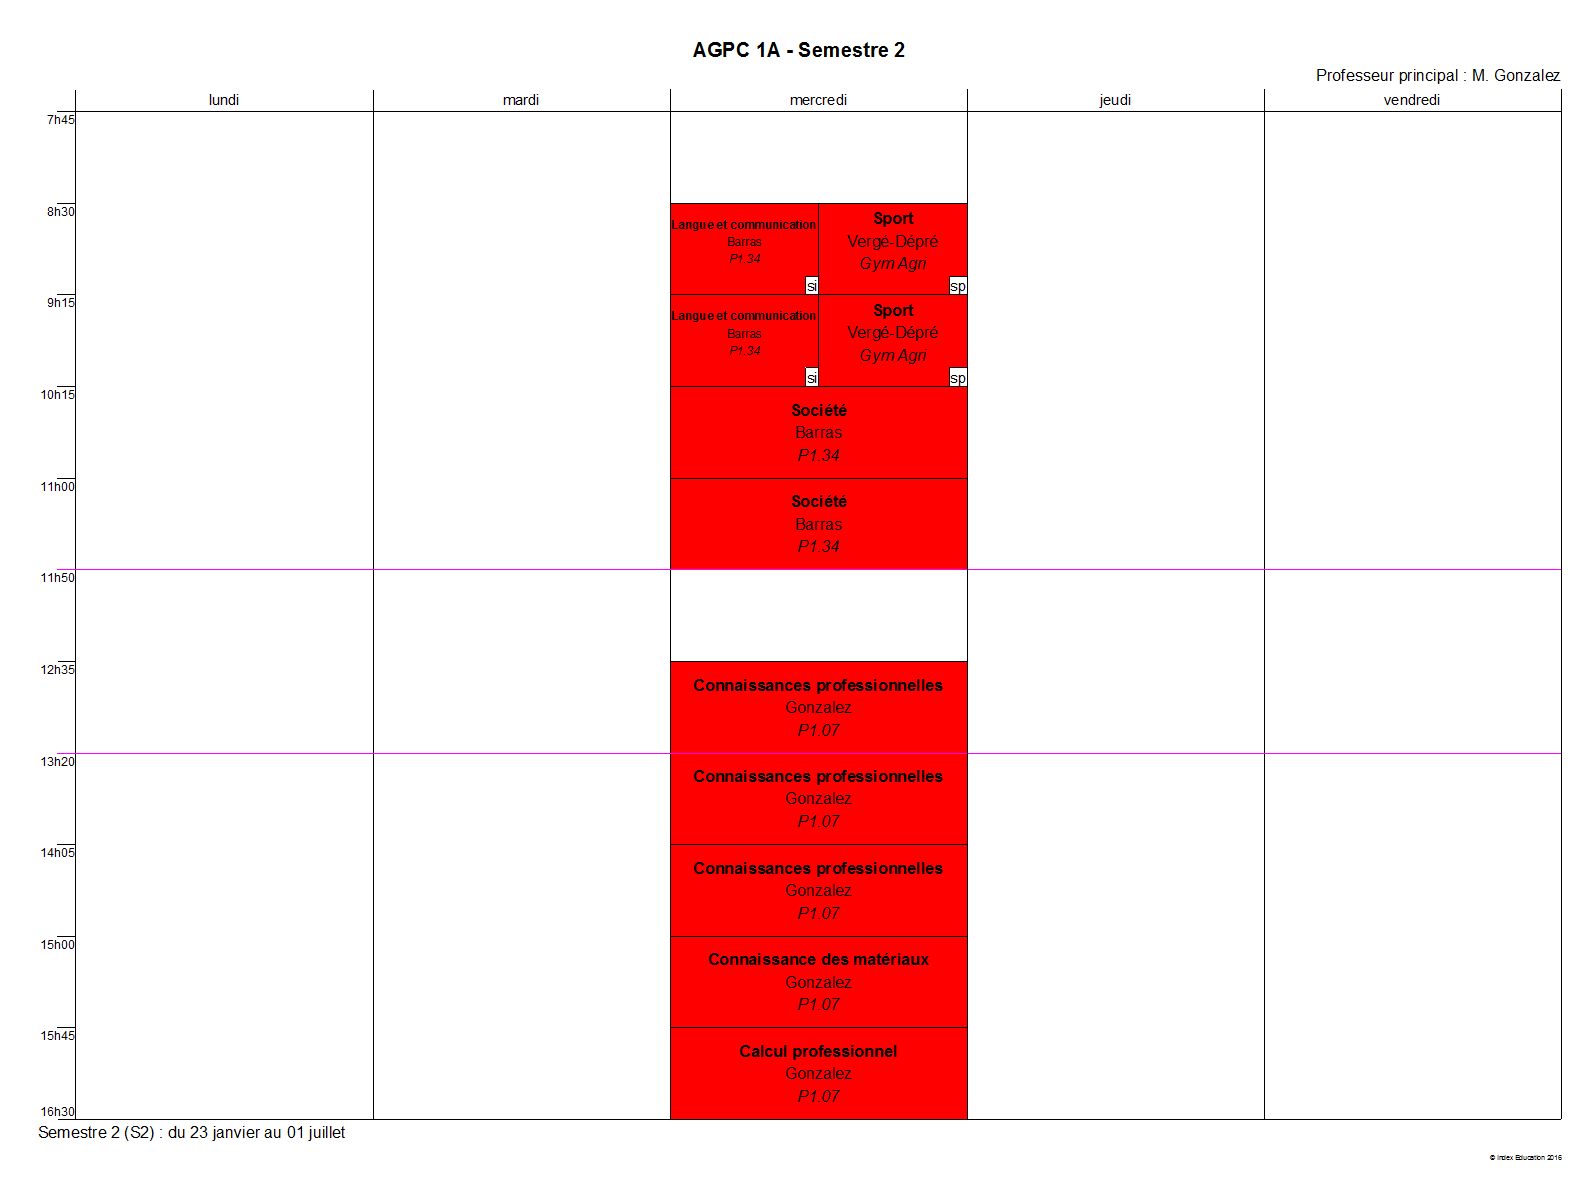 AGPC 1A - Semestre 2
Professeur principal : M. Gonzalez
lundi
mardi
mercredi
jeudi
vendredi
7h45
8h30
Langue et communication
Barras
P1.34
si
Sport
Vergé-Dépré
Gym Agri
sp
9h15
Langue et communication
Barras
P1.34
si
Sport
Vergé-Dépré
Gym Agri
sp
10h15
Société
Barras
P1.34
11h00
Société
Barras
P1.34
11h50
12h35
Connaissances professionnelles
Gonzalez
P1.07
13h20
Connaissances professionnelles
Gonzalez
P1.07
14h05
Connaissances professionnelles
Gonzalez
P1.07
15h00
Connaissance des matériaux
Gonzalez
P1.07
15h45
Calcul professionnel
Gonzalez
P1.07
16h30
Semestre 2 (S2) : du 23 janvier au 01 juillet
© Index Education 2016